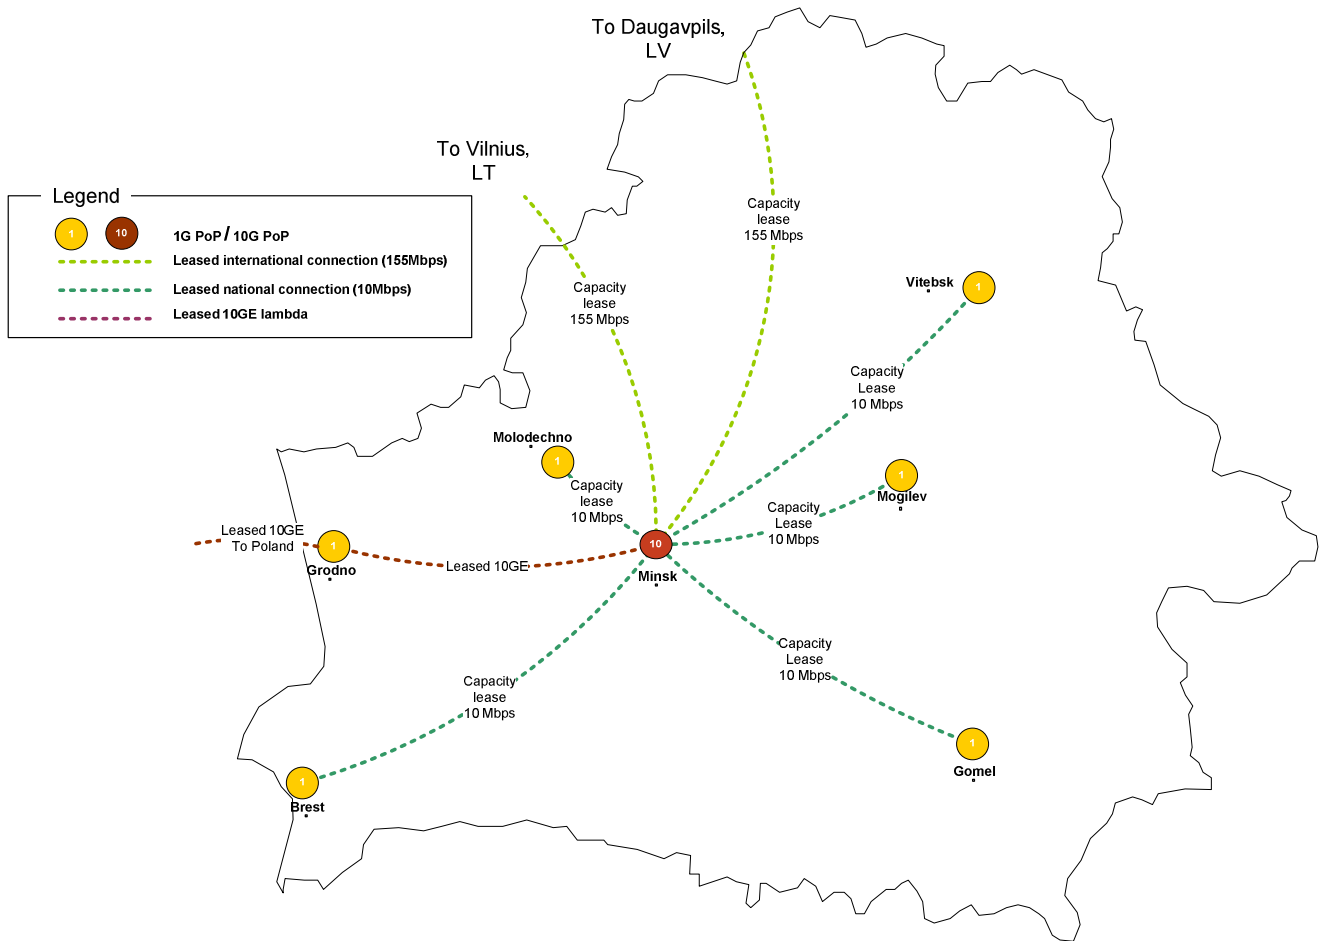 To Daugavpils,
LV
To Vilnius,
LT
Legend
1
10
1G PoP / 10G PoP
Leased international connection (155Mbps)
Leased national connection (10Mbps)
Leased 10GE lambda
Capacity
lease
155 Mbps
Capacity
lease
155 Mbps
Vitebsk
1
Capacity
Lease
10 Mbps
Molodechno
1
Capacity
lease
10 Mbps
1
Mogilev
Capacity
Lease
10 Mbps
Leased 10GE
To Poland
1
Grodno
Leased 10GE
10
Minsk
Capacity
Lease
10 Mbps
Capacity
lease
10 Mbps
1
Gomel
1
Brest